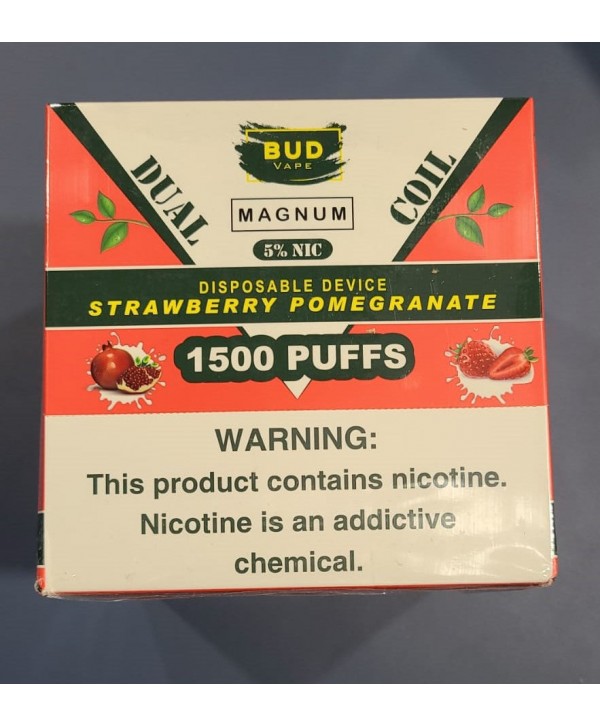 BUD
VAPE
DUAL
COIL
MAGNUM
5% NIC
DISPOSABLE DEVICE
STRAWBERRY POMEGRANATE
1500 PUFFS
WARNING:
This product contains nicotine.
Nicotine is an addictive
chemical.